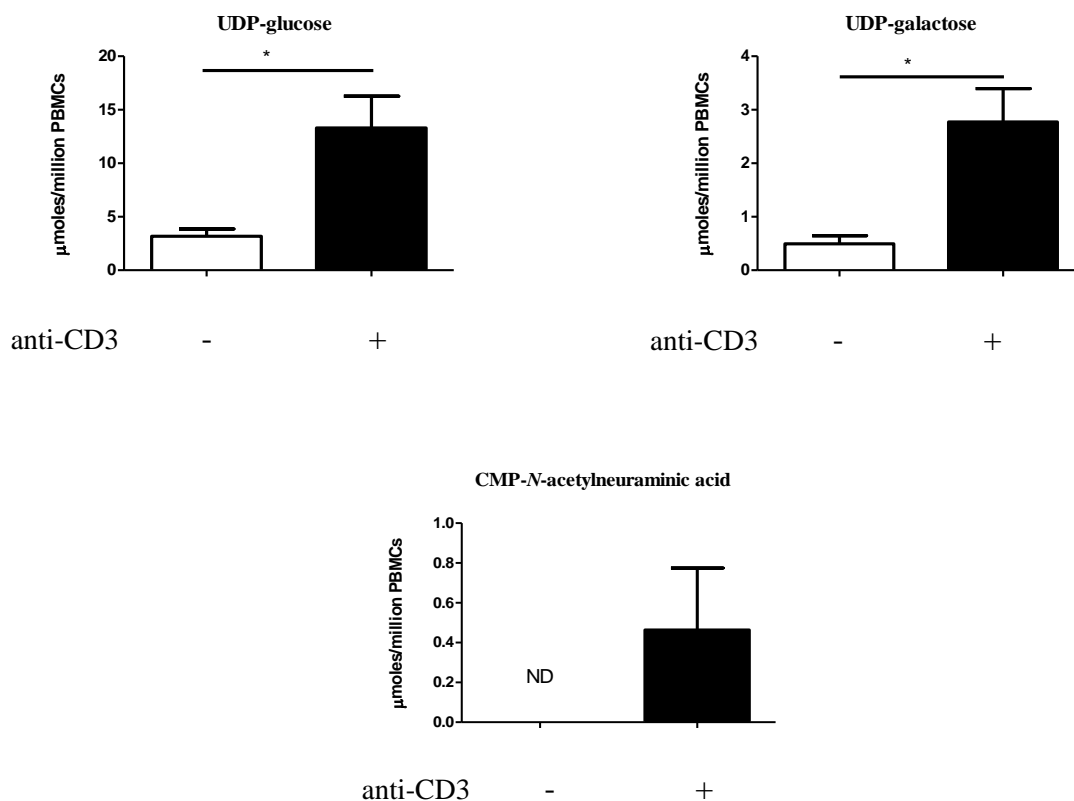 UDP-glucose
μmoles/million PBMCs
20
15
10
5
0
*
anti-CD3 - +
UDP-galactose
μmoles/million PBMCs
4
3
2
1
0
*
anti-CD3 - +
CMP-N-acetylneuraminic acid
μmoles/million PBMCs
1.0
0.8
0.6
0.4
0.2
0.0
ND
anti-CD3 - +